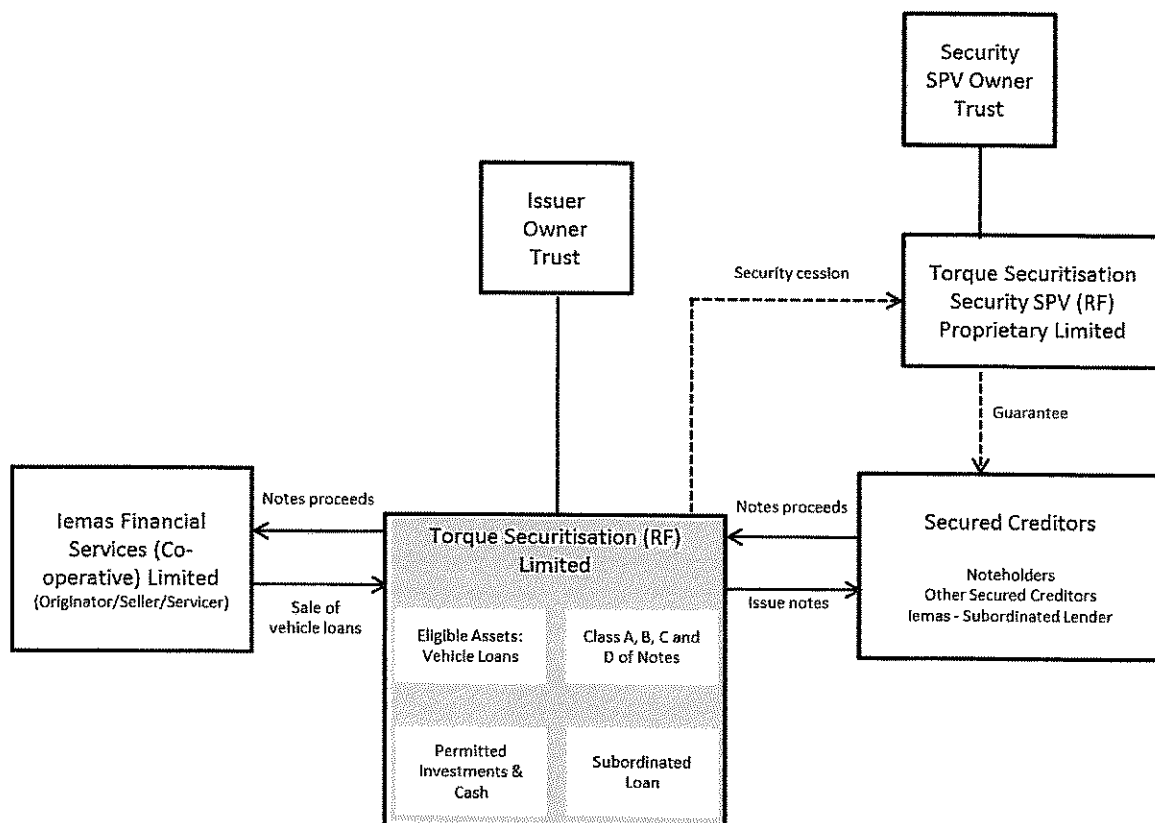 Security
SPV Owner
Trust
Issuer
Owner
Trust
Security cession
Torque Securitisation
Security SPV (RF)
Proprietary Limited
Guarantee
Iemas Financial
Services (Co-
operative) Limited
(Originator/Seller/Servicer)
Notes proceeds
Sale of
vehicle loans
Torque Securitisation (RF)
Limited
Eligible Assets:
Vehicle Loans
Class A, B, C and
D of Notes
Permitted
Investments &
Cash
Subordinated
Loan
Notes proceeds
Issue notes
Secured Creditors
Noteholders
Other Secured Creditors
Iemas - Subordinated Lender